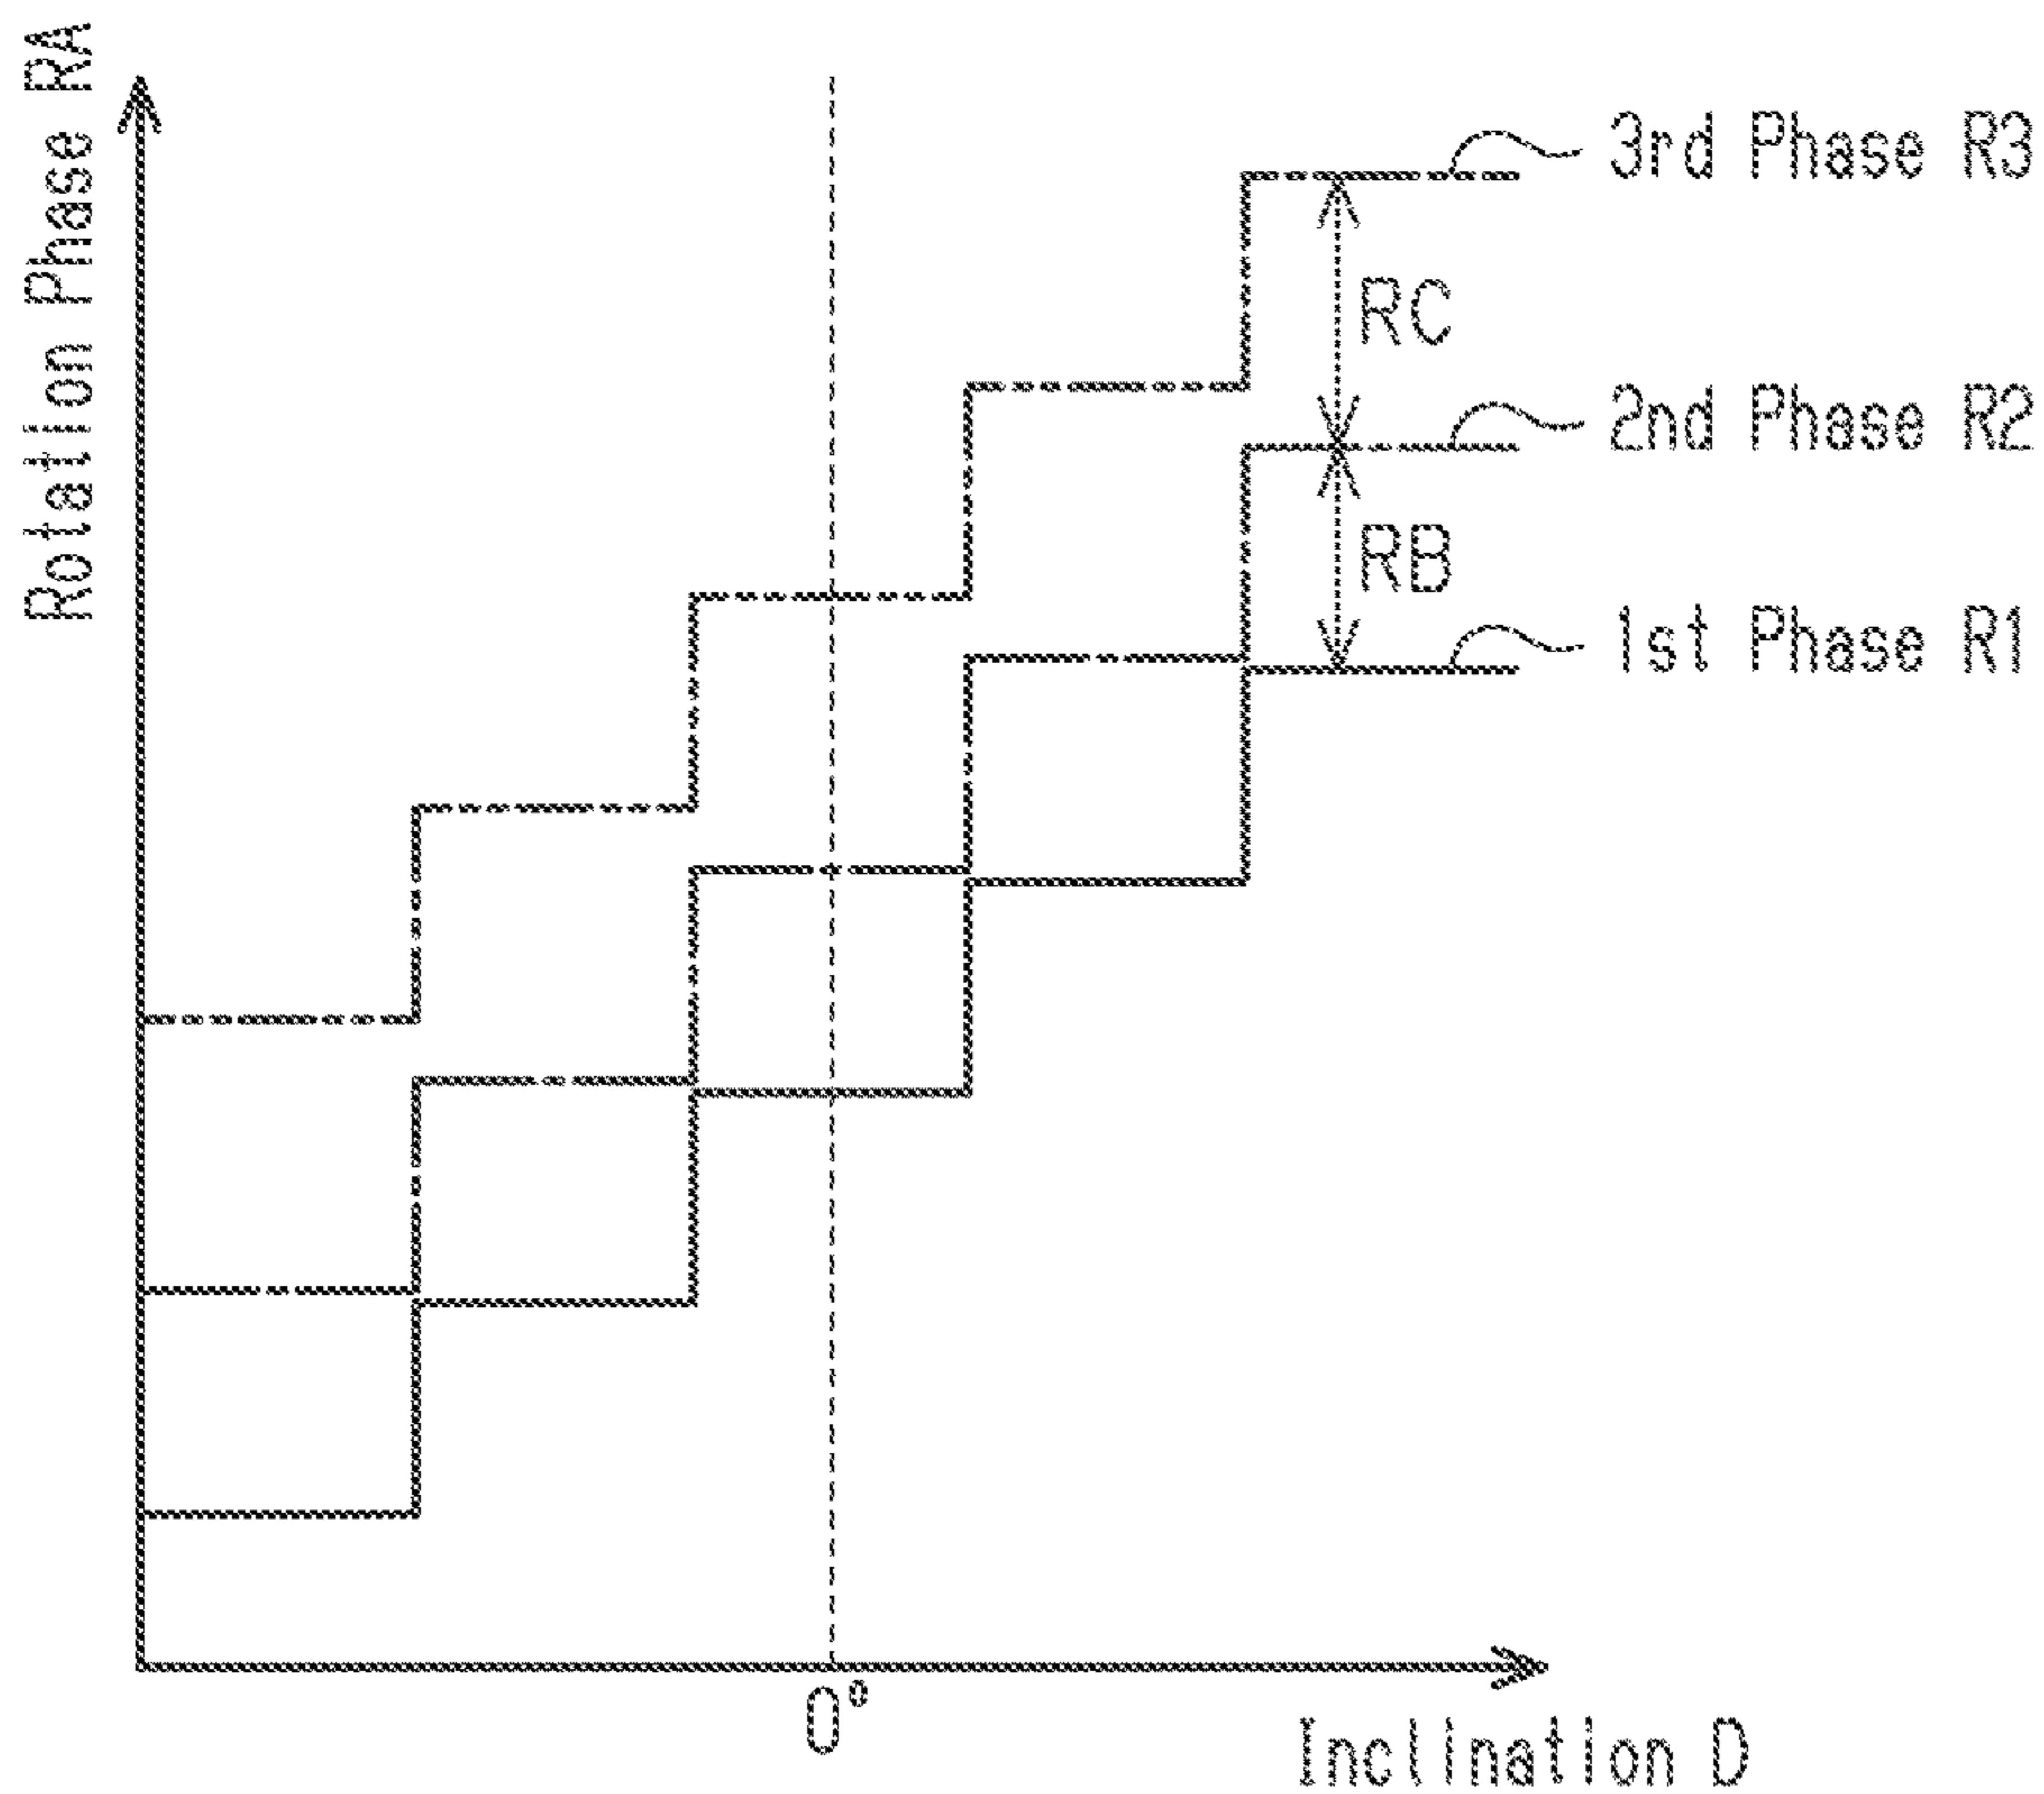 Rotation Phase RA
3rd Phase R3
RC
2nd Phase R2
RB
1st Phase R1
0°
Inclination D